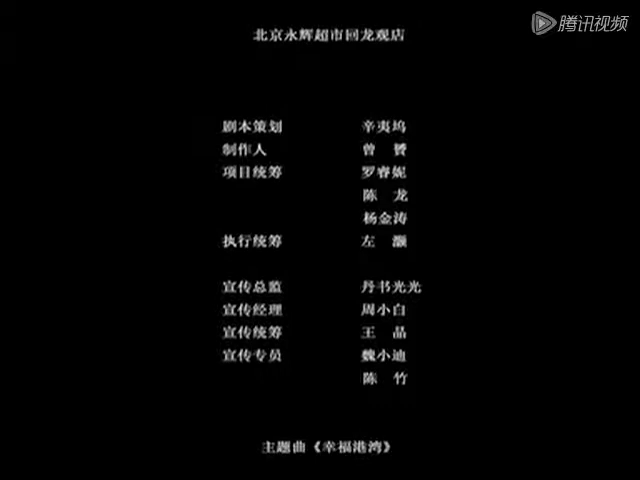 腾讯视频
北京永辉超市回龙观店
剧本策划 辛夷坞
制作人 曾 赟
项目统筹 罗睿妮
陈 龙
杨金涛
执行统筹 左 灏
宣传总监 丹书光光
宣传经理 周小白
宣传统筹 王 晶
宣传专员 魏小迪
陈 竹
主题曲《幸福港湾》